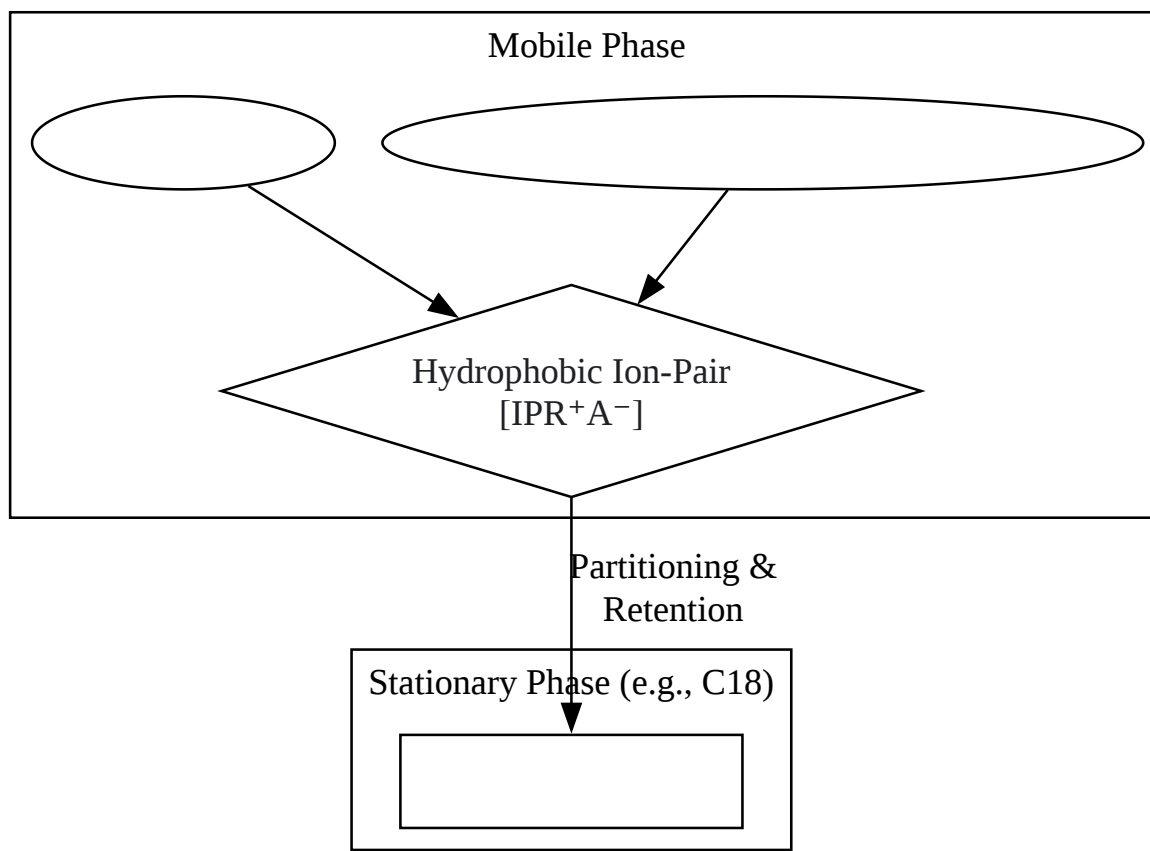 Mobile Phase
Hydrophobic Ion-Pair
[IPR⁺A⁻]
Partitioning &
Retention
Stationary Phase (e.g., C18)